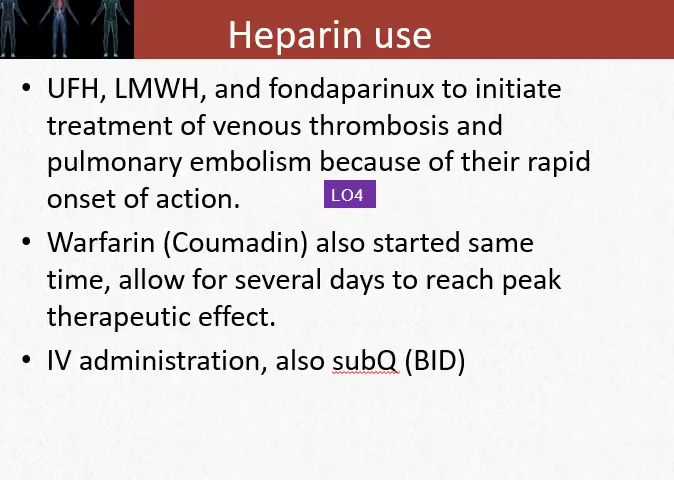 Heparin use
• UFH, LMWH, and fondaparinux to initiate
treatment of venous thrombosis and
pulmonary embolism because of their rapid
onset of action.
LO4
• Warfarin (Coumadin) also started same
time, allow for several days to reach peak
therapeutic effect.
• IV administration, also subQ (BID)